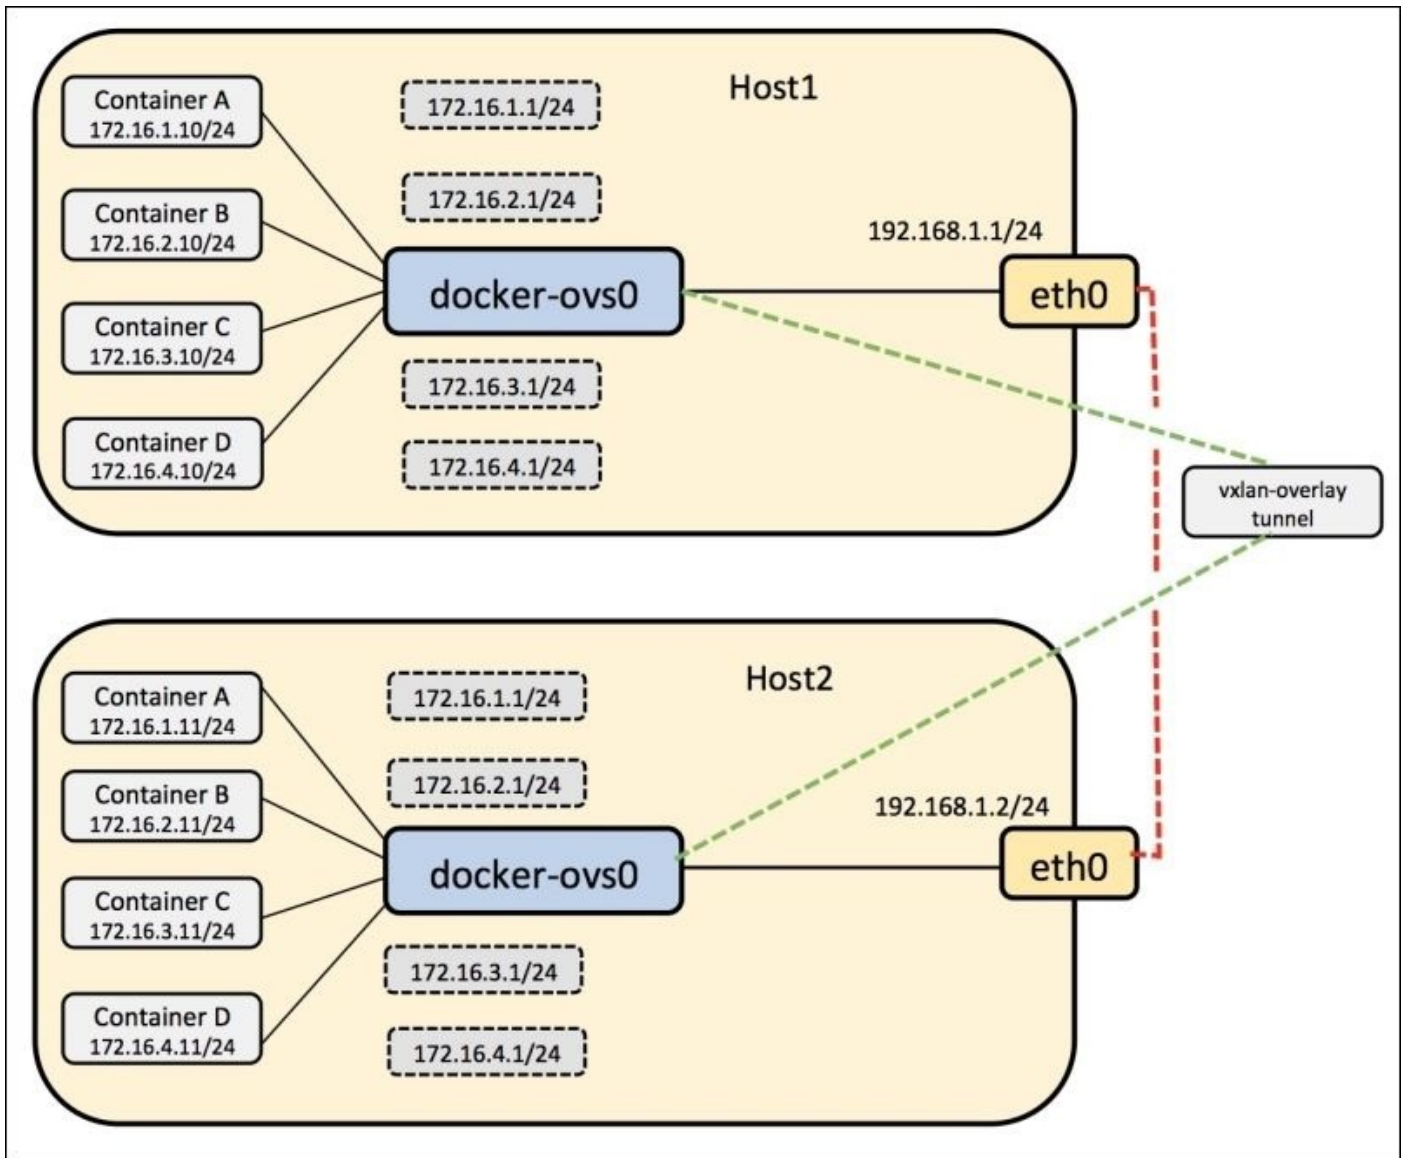 Host1
Container A
172.16.1.10/24
172.16.1.1/24
Container B
172.16.2.10/24
172.16.2.1/24
192.168.1.1/24
docker-ovs0
eth0
Container C
172.16.3.10/24
172.16.3.1/24
Container D
172.16.4.10/24
172.16.4.1/24
vxlan-overlay
tunnel
Host2
Container A
172.16.1.11/24
172.16.1.1/24
Container B
172.16.2.11/24
172.16.2.1/24
192.168.1.2/24
docker-ovs0
eth0
Container C
172.16.3.11/24
172.16.3.1/24
Container D
172.16.4.11/24
172.16.4.1/24